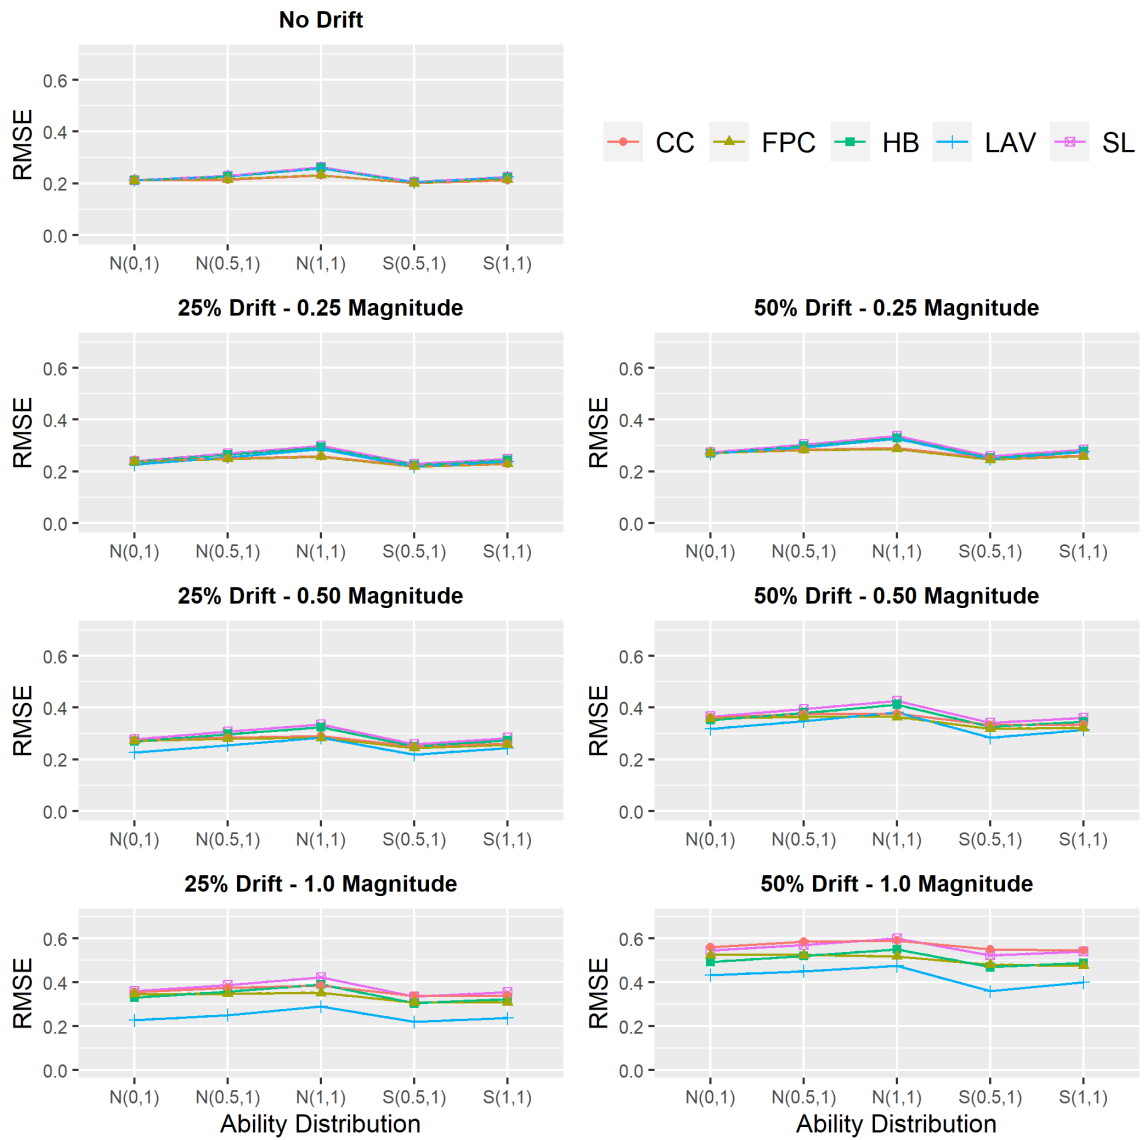 No Drift
RMSE
0.6
0.4
0.2
0.0
N(0,1) N(0.5,1) N(1,1) S(0.5,1) S(1,1)
CC FPC HB LAV SL
25% Drift - 0.25 Magnitude
RMSE
0.6
0.4
0.2
0.0
N(0,1) N(0.5,1) N(1,1) S(0.5,1) S(1,1)
50% Drift - 0.25 Magnitude
RMSE
0.6
0.4
0.2
0.0
N(0,1) N(0.5,1) N(1,1) S(0.5,1) S(1,1)
25% Drift - 0.50 Magnitude
RMSE
0.6
0.4
0.2
0.0
N(0,1) N(0.5,1) N(1,1) S(0.5,1) S(1,1)
50% Drift - 0.50 Magnitude
RMSE
0.6
0.4
0.2
0.0
N(0,1) N(0.5,1) N(1,1) S(0.5,1) S(1,1)
25% Drift - 1.0 Magnitude
RMSE
0.6
0.4
0.2
0.0
N(0,1) N(0.5,1) N(1,1) S(0.5,1) S(1,1)
Ability Distribution
50% Drift - 1.0 Magnitude
RMSE
0.6
0.4
0.2
0.0
N(0,1) N(0.5,1) N(1,1) S(0.5,1) S(1,1)
Ability Distribution